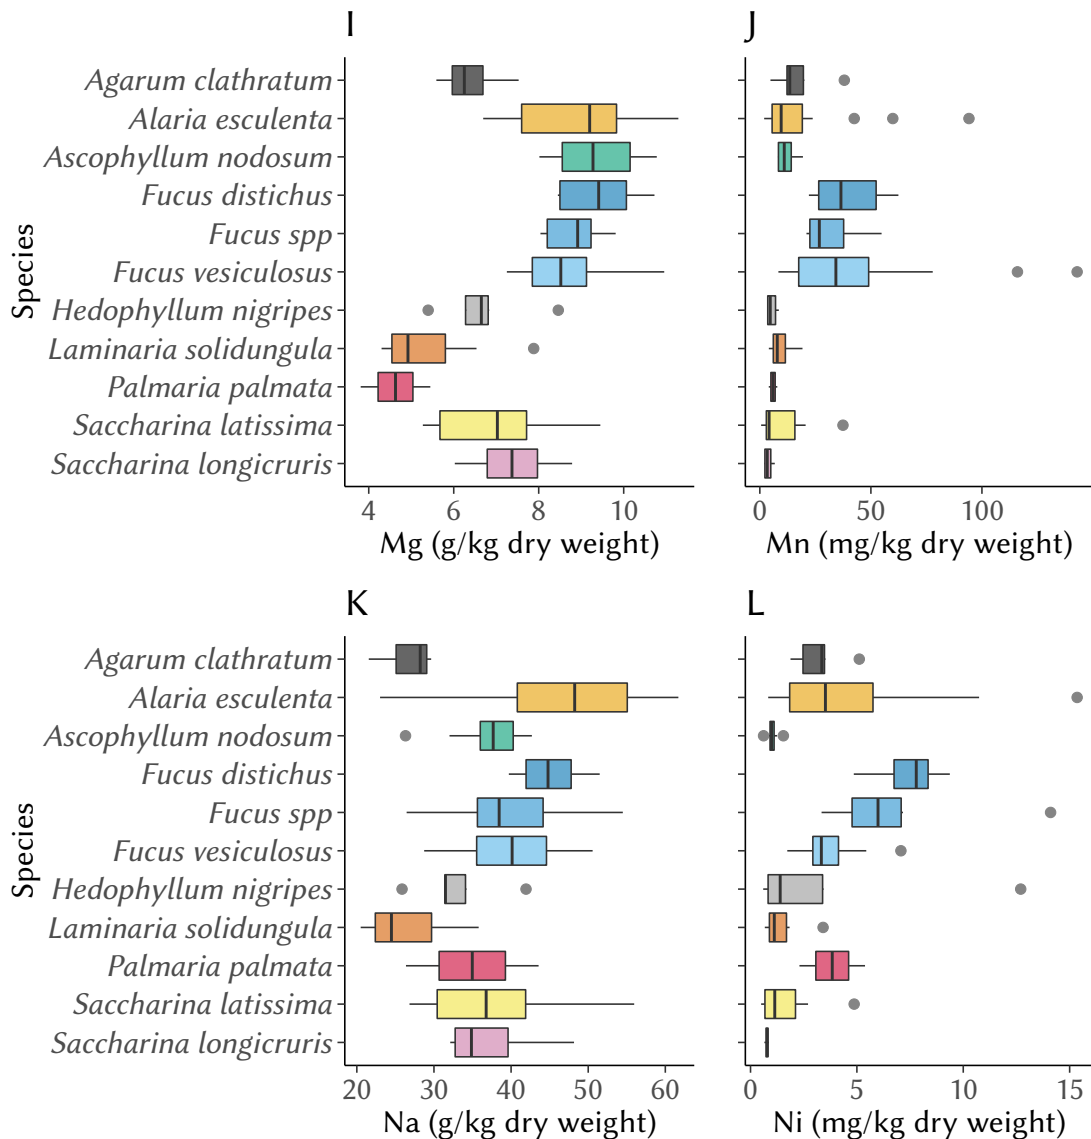 I
J
Species
Agarum clathratum
Alaria esculenta
Ascophyllum nodosum
Fucus distichus
Fucus spp
Fucus vesiculosus
Hedophyllum nigripes
Laminaria solidungula
Palmaria palmata
Saccharina latissima
Saccharina longicruris
4 6 8 10
0 50 100
Mg (g/kg dry weight)
Mn (mg/kg dry weight)
K
L
Species
Agarum clathratum
Alaria esculenta
Ascophyllum nodosum
Fucus distichus
Fucus spp
Fucus vesiculosus
Hedophyllum nigripes
Laminaria solidungula
Palmaria palmata
Saccharina latissima
Saccharina longicruris
20 30 40 50 60
0 5 10 15
Na (g/kg dry weight)
Ni (mg/kg dry weight)